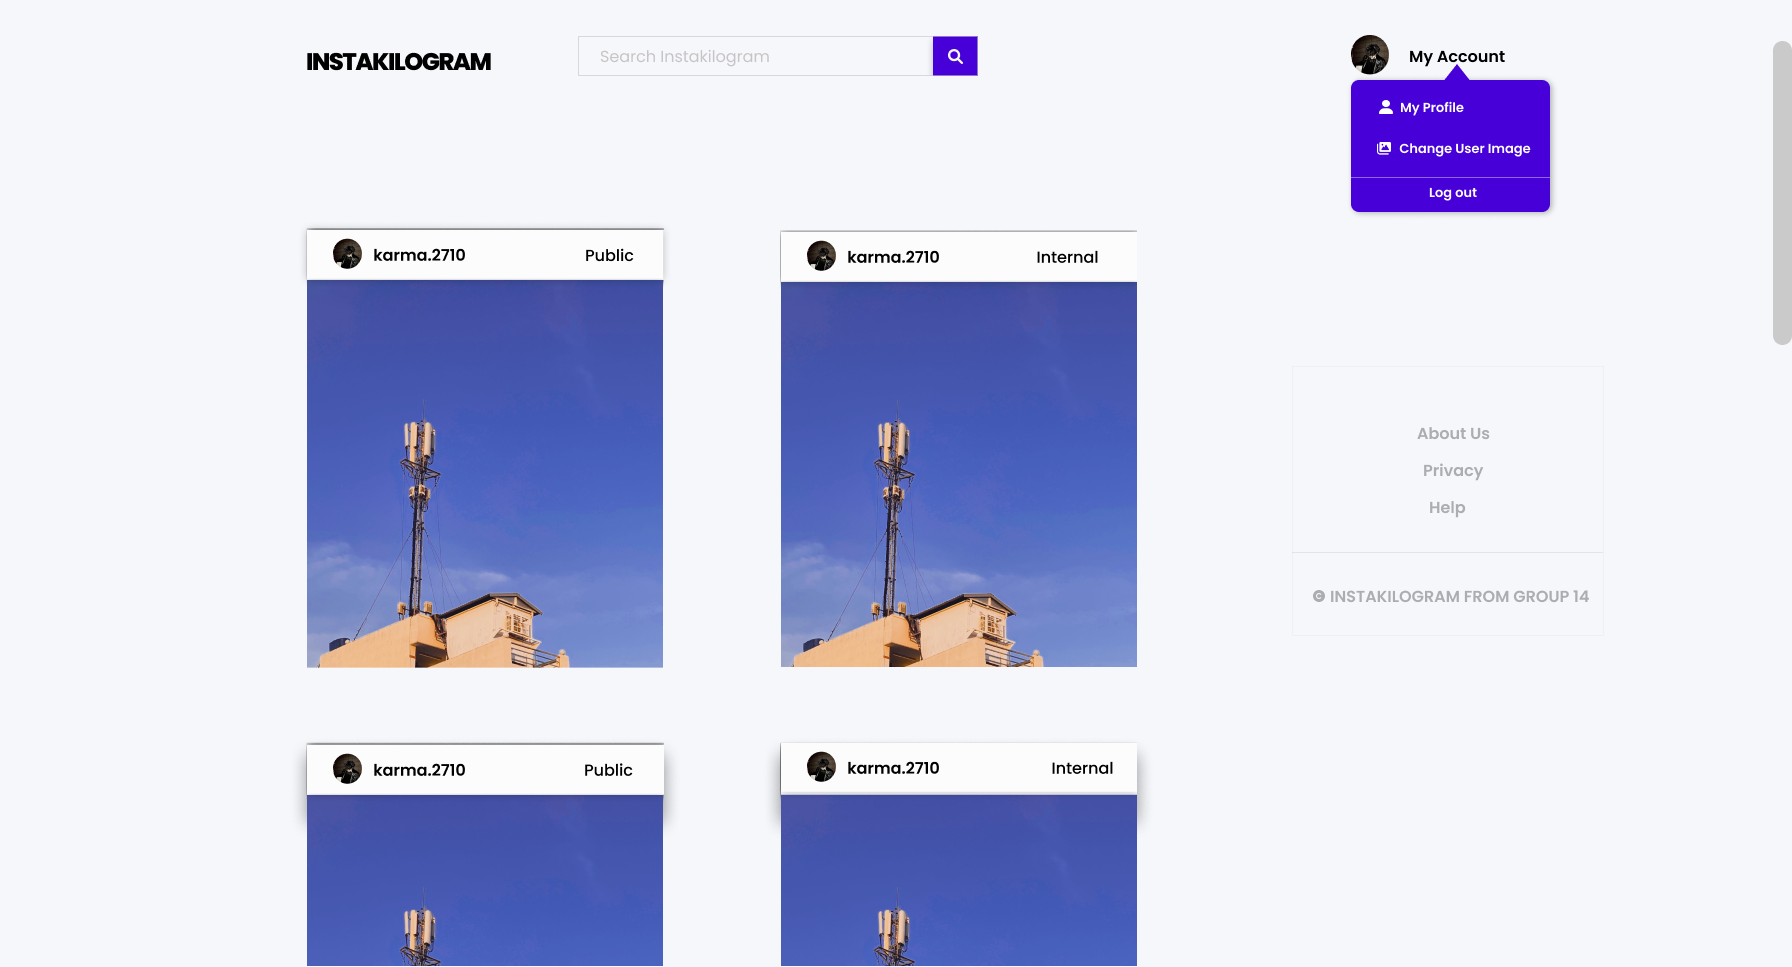 INSTAKILOGRAM
Search Instakilogram
My Account
My Profile
Change User Image
Log out
karma.2710
Public
karma.2710
Internal
About Us
Privacy
Help
© INSTAKILOGRAM FROM GROUP 14
karma.2710
Public
karma.2710
Internal